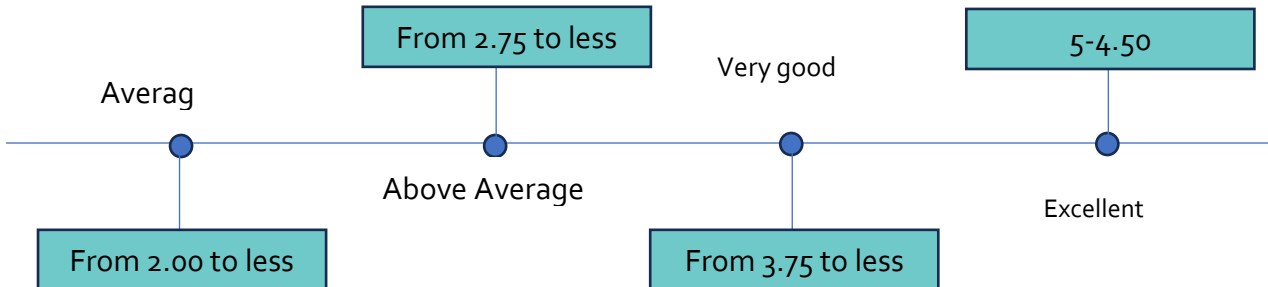 From 2.75 to less
5-4.50
Very good
Averag
Above Average
Excellent
From 2.00 to less
From 3.75 to less